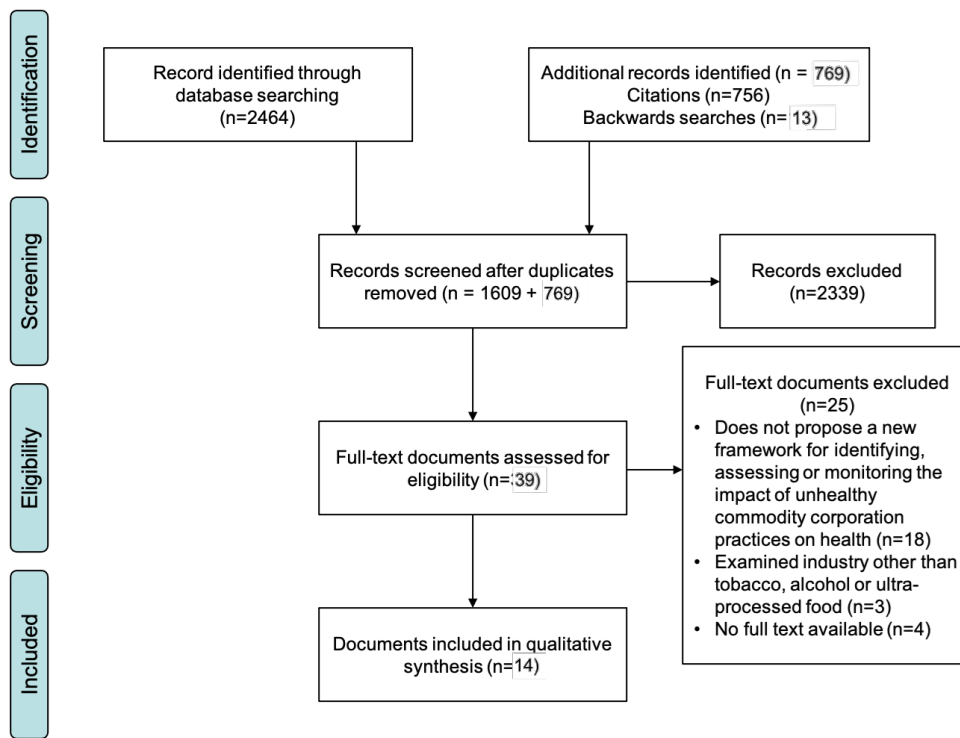 Identification
Record identified through
database searching
(n=2464)
Additional records identified (n = 769)
Citations (n=756)
Backwards searches (n= 13)
Screening
Records screened after duplicates
removed (n = 1609 + 769)
Records excluded
(n=2339)
Eligibility
Full-text documents assessed for
eligibility (n=39)
Full-text documents excluded
(n=25)
• Does not propose a new
framework for identifying,
assessing or monitoring the
impact of unhealthy
commodity corporation
practices on health (n=18)
• Examined industry other than
tobacco, alcohol or ultra-
processed food (n=3)
• No full text available (n=4)
Included
Documents included in qualitative
synthesis (n=14)